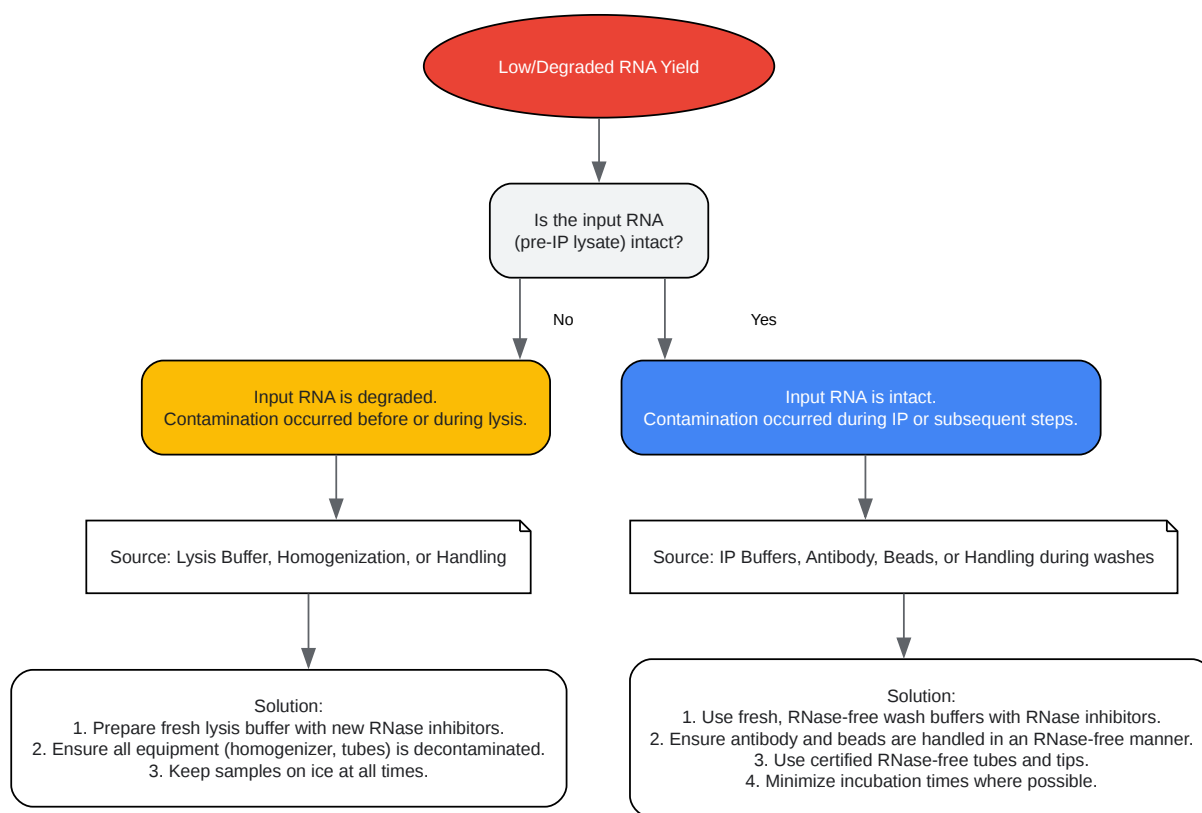 Low/Degraded RNA Yield
Is the input RNA
(pre-IP lysate) intact?
No
Yes
Input RNA is degraded.
Contamination occurred before or during lysis.
Input RNA is intact.
Contamination occurred during IP or subsequent steps.
Source: Lysis Buffer, Homogenization, or Handling
Source: IP Buffers, Antibody, Beads, or Handling during washes
Solution:
1. Prepare fresh lysis buffer with new RNase inhibitors.
2. Ensure all equipment (homogenizer, tubes) is decontaminated.
3. Keep samples on ice at all times.
Solution:
1. Use fresh, RNase-free wash buffers with RNase inhibitors.
2. Ensure antibody and beads are handled in an RNase-free manner.
3. Use certified RNase-free tubes and tips.
4. Minimize incubation times where possible.